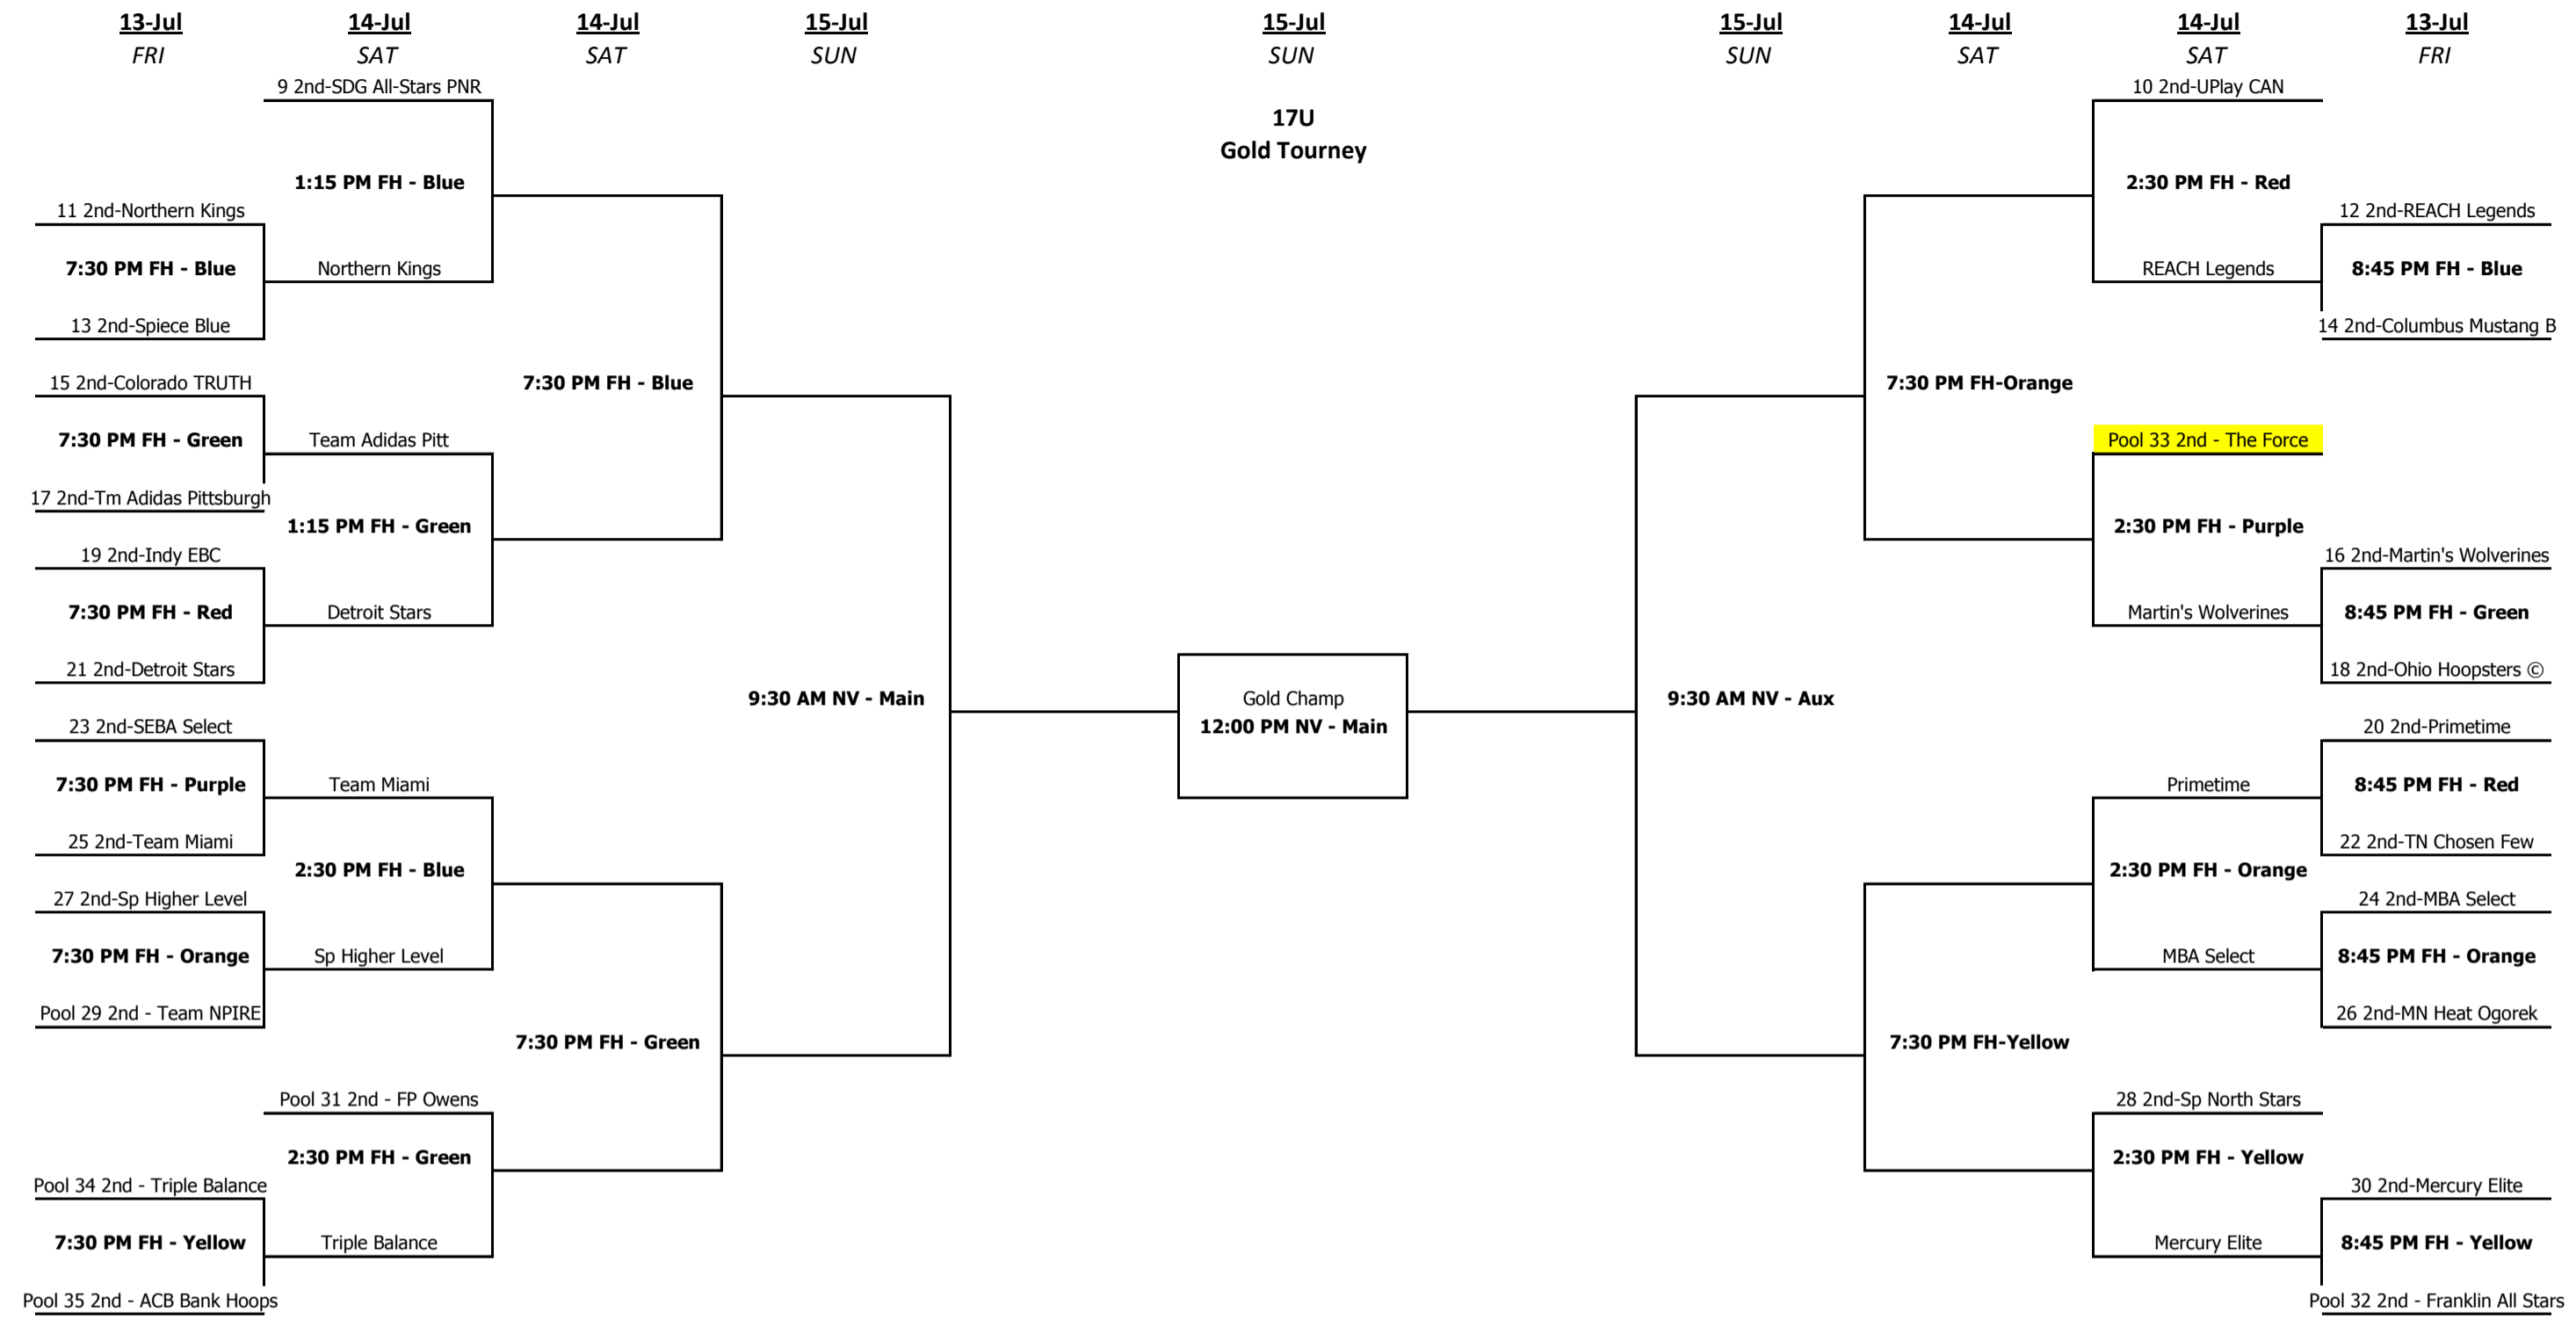 13-Jul 14-Jul 14-Jul 15-Jul 15-Jul 15-Jul 14-Jul 14-Jul 13-Jul
FRI SAT SAT SUN SUN SUN SAT SAT FRI
9 2nd-SDG All-Stars PNR 10 2nd-UPlay CAN
17U
Gold Tourney
1:15 PM FH - Blue 2:30 PM FH - Red
11 2nd-Northern Kings 12 2nd-REACH Legends
7:30 PM FH - Blue Northern Kings REACH Legends 8:45 PM FH - Blue
13 2nd-Spiece Blue 14 2nd-Columbus Mustang B
15 2nd-Colorado TRUTH 7:30 PM FH - Blue 7:30 PM FH-Orange
7:30 PM FH - Green Team Adidas Pitt Pool 33 2nd - The Force
17 2nd-Tm Adidas Pittsburgh
1:15 PM FH - Green 2:30 PM FH - Purple
19 2nd-Indy EBC 16 2nd-Martin's Wolverines
7:30 PM FH - Red Detroit Stars Martin's Wolverines 8:45 PM FH - Green
21 2nd-Detroit Stars 18 2nd-Ohio Hoopsters ©
9:30 AM NV - Main Gold Champ 9:30 AM NV - Aux
23 2nd-SEBA Select 12:00 PM NV - Main 20 2nd-Primetime
7:30 PM FH - Purple Team Miami Primetime 8:45 PM FH - Red
25 2nd-Team Miami 22 2nd-TN Chosen Few
2:30 PM FH - Blue 2:30 PM FH - Orange
27 2nd-Sp Higher Level 24 2nd-MBA Select
7:30 PM FH - Orange Sp Higher Level MBA Select 8:45 PM FH - Orange
Pool 29 2nd - Team NPIRE 26 2nd-MN Heat Ogorek
7:30 PM FH - Green 7:30 PM FH-Yellow
Pool 31 2nd - FP Owens 28 2nd-Sp North Stars
2:30 PM FH - Green 2:30 PM FH - Yellow
Pool 34 2nd - Triple Balance 30 2nd-Mercury Elite
7:30 PM FH - Yellow Triple Balance Mercury Elite 8:45 PM FH - Yellow
Pool 35 2nd - ACB Bank Hoops Pool 32 2nd - Franklin All Stars